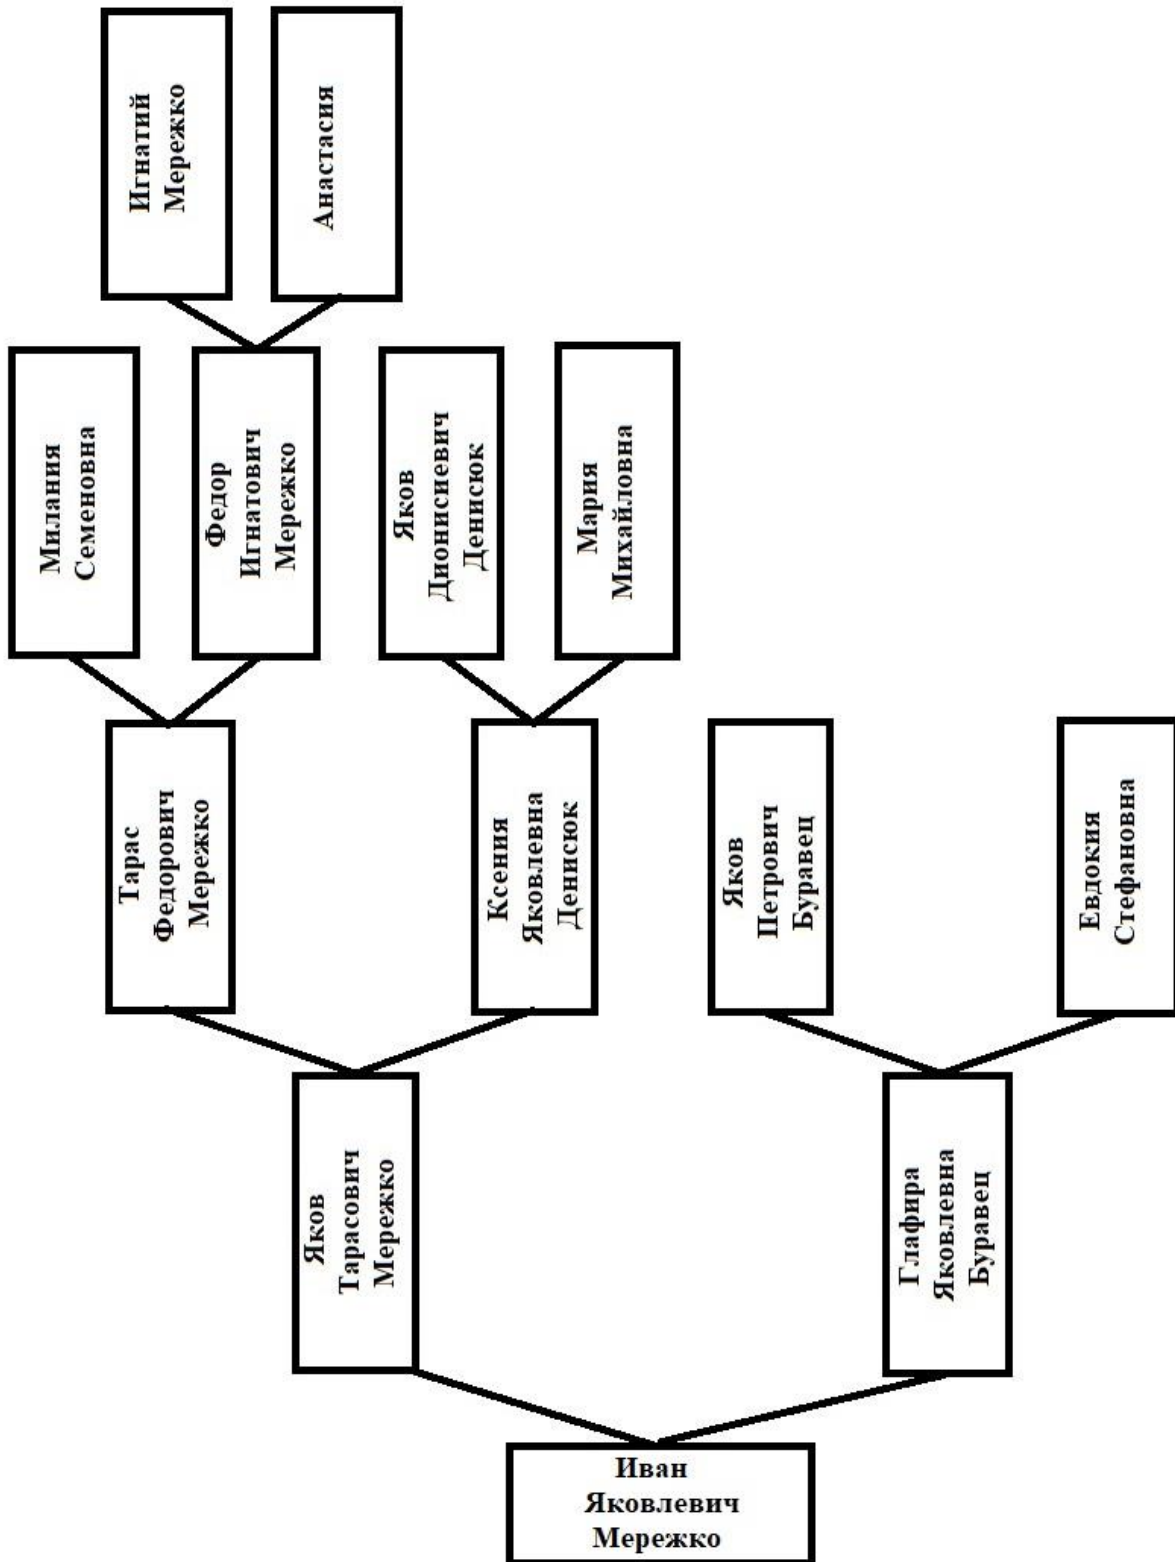 Игнатий
Мережко
Анастасия
Милания
Семеновна
Федор
Игнатович
Мережко
Яков
Дионисиевич
Денисюк
Мария
Михайловна
Тарас
Федорович
Мережко
Ксения
Яковлевна
Денисюк
Яков
Петрович
Буравец
Евдокия
Стефановна
Яков
Тарасович
Мережко
Глафира
Яковлевна
Буравец
Иван
Яковлевич
Мережко